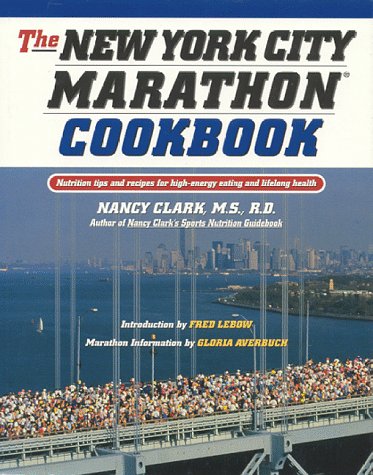 The NEW YORK CITY
MARATHON®
COOKBOOK
Nutrition tips and recipes for high-energy eating and lifelong health
NANCY CLARK, M.S., R.D.
Author of Nancy Clark's Sports Nutrition Guidebook
Introduction by FRED LEBOW
Marathon Information by GLORIA AVERBUCH